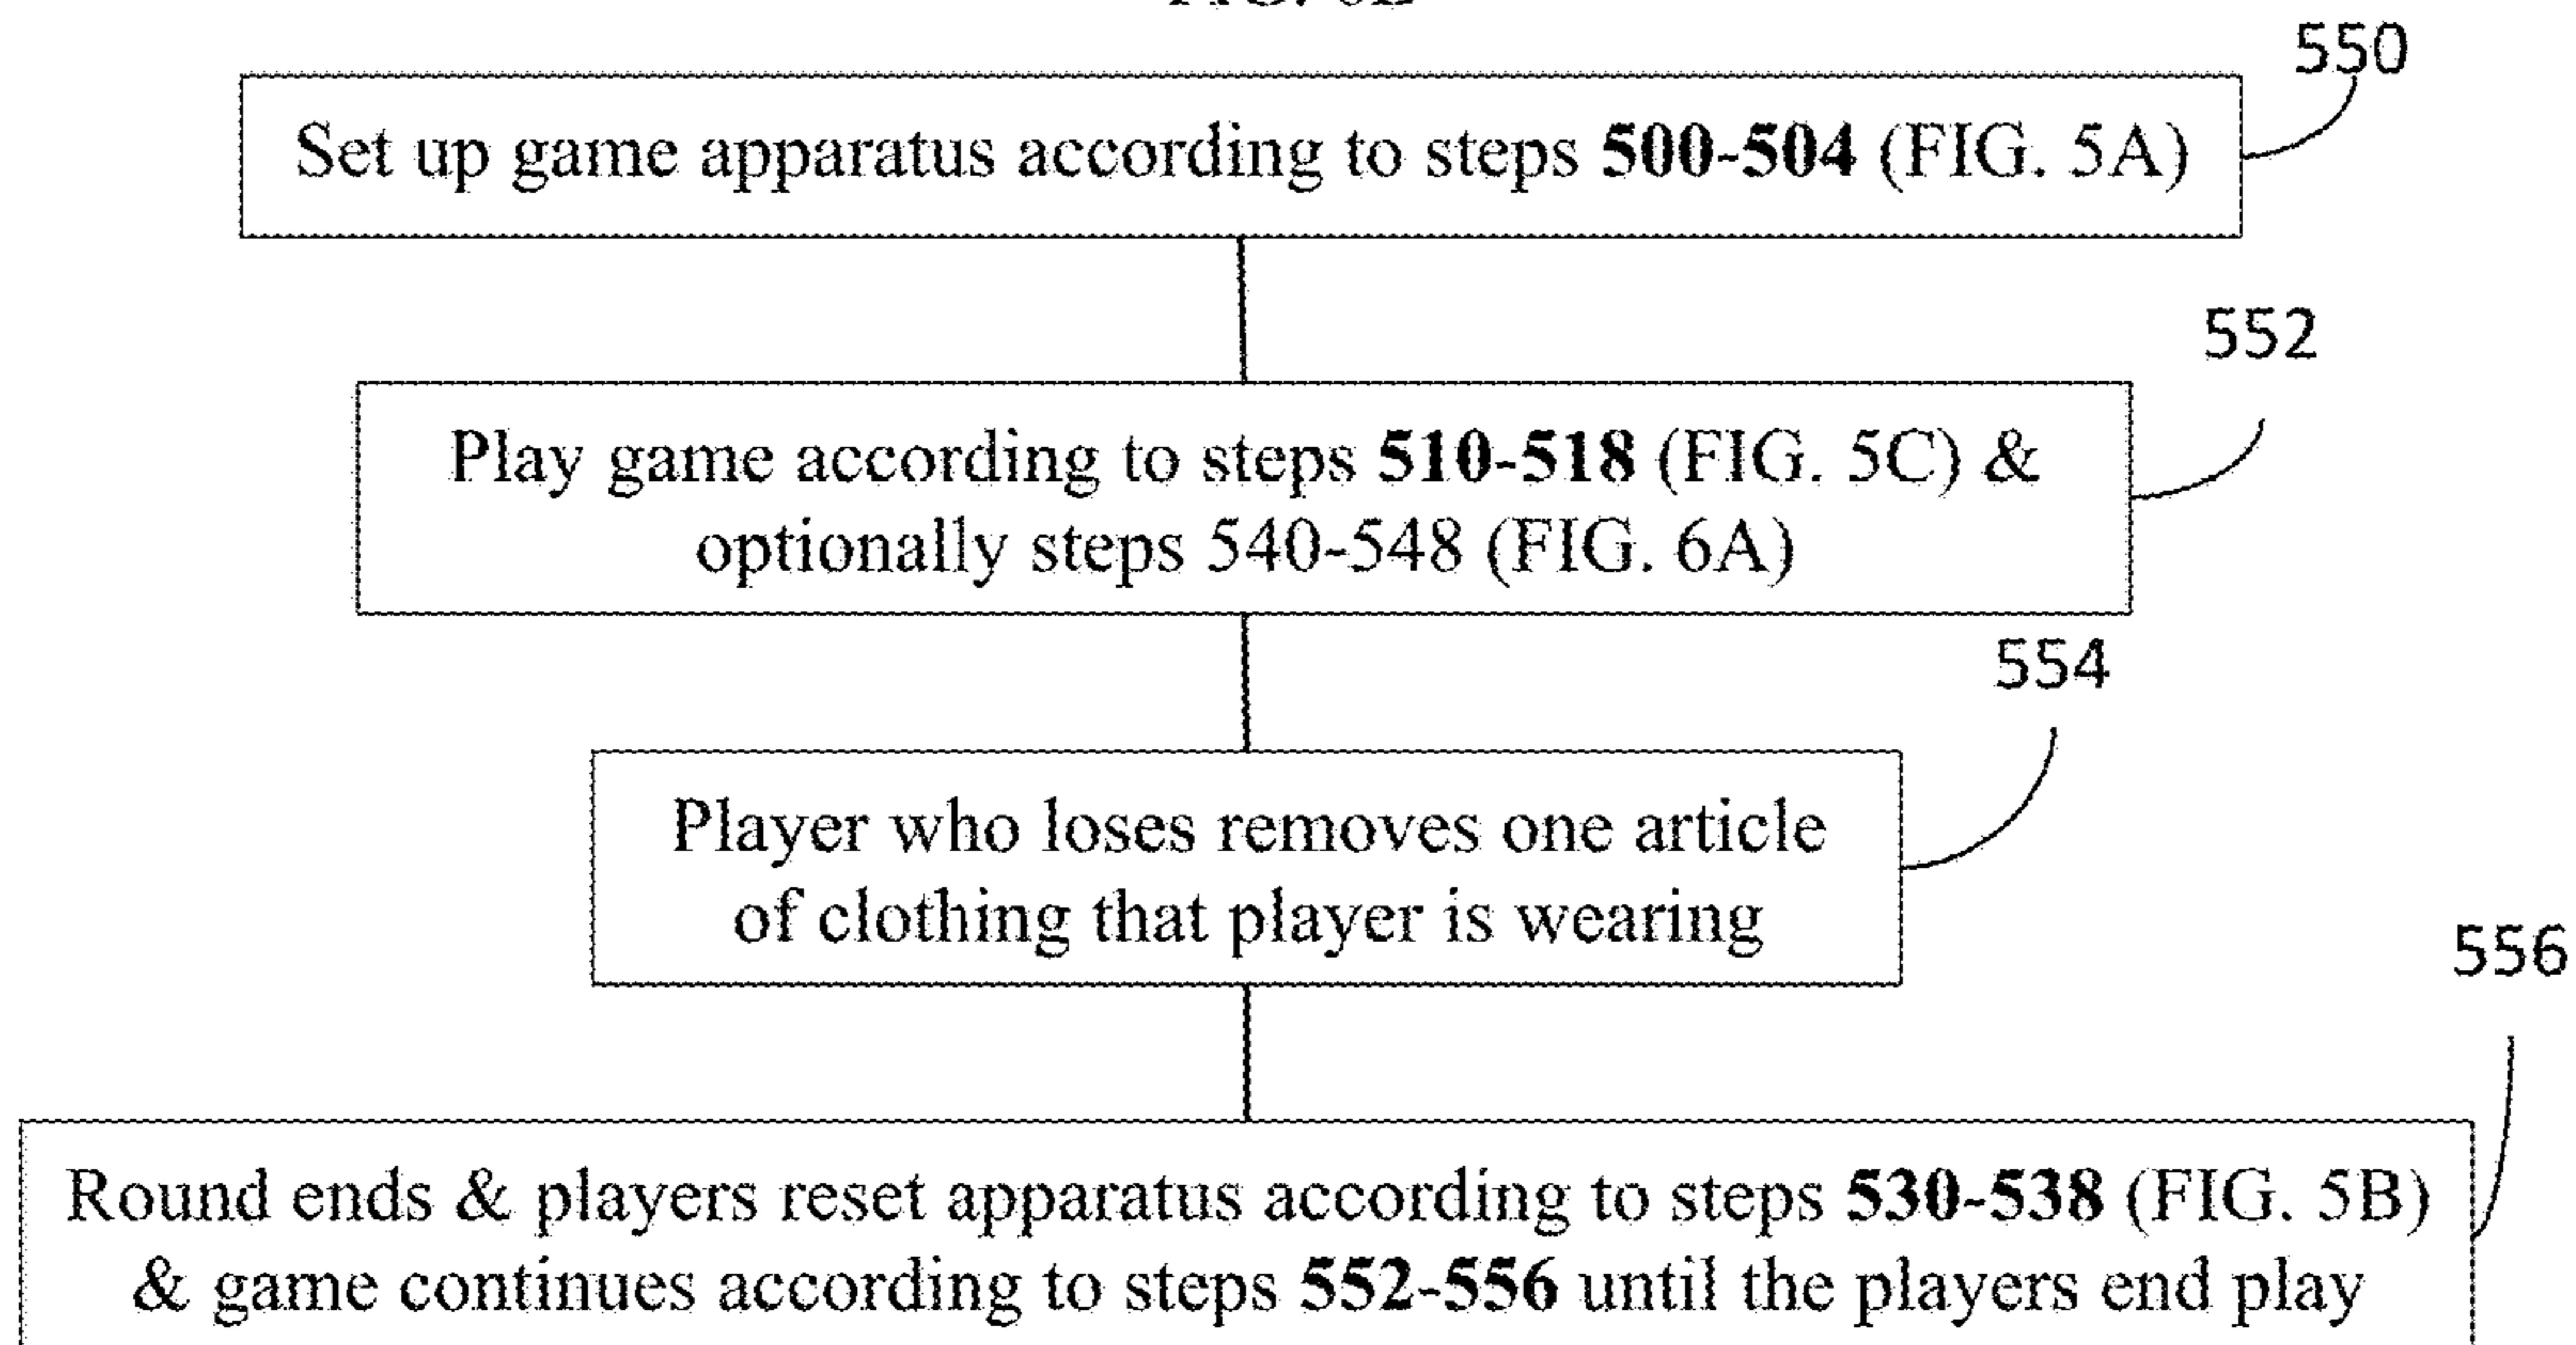 550
Set up game apparatus according to steps 500-504 (FIG. 5A)
552
Play game according to steps 510-518 (FIG. 5C) &
optionally steps 540-548 (FIG. 6A)
554
Player who loses removes one article
of clothing that player is wearing
556
Round ends & players reset apparatus according to steps 530-538 (FIG. 5B)
& game continues according to steps 552-556 until the players end play